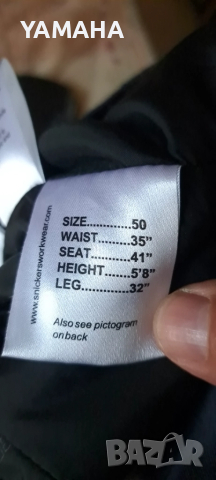 YAMAHA
www.snickersworkwear.com
SIZE..............50
WAIST........35"
SEAT..........41"
HEIGHT......5'8"
LEG............32"
Also see pictogram
on back
BAZAR
bg